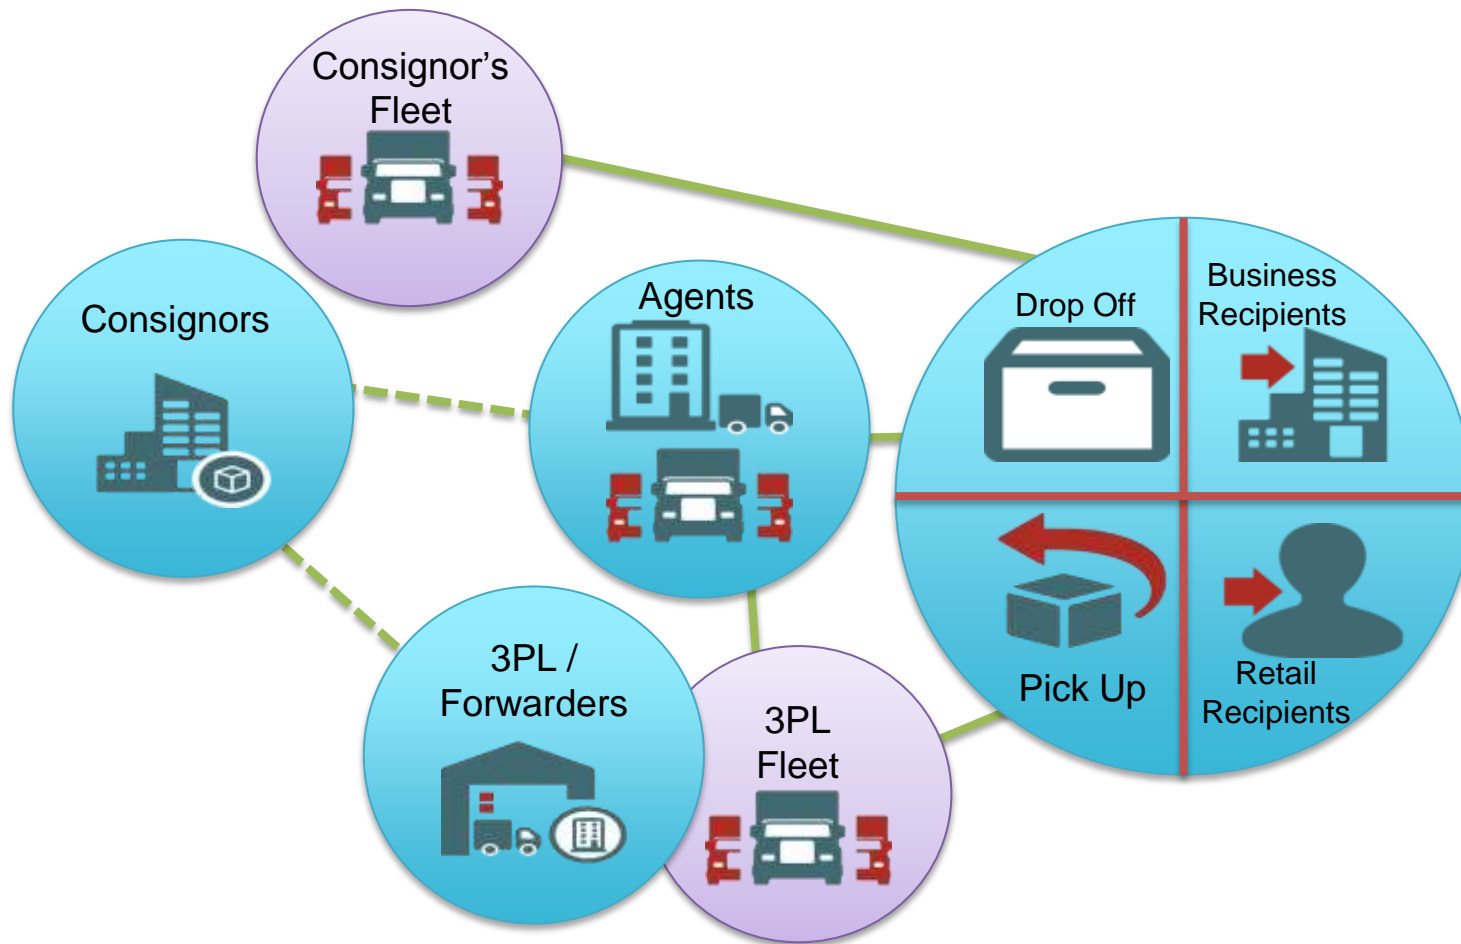 Consignor’s
Fleet
Consignors
Agents
Drop Off
Business
Recipients
3PL /
Forwarders
3PL
Fleet
Pick Up
Retail
Recipients